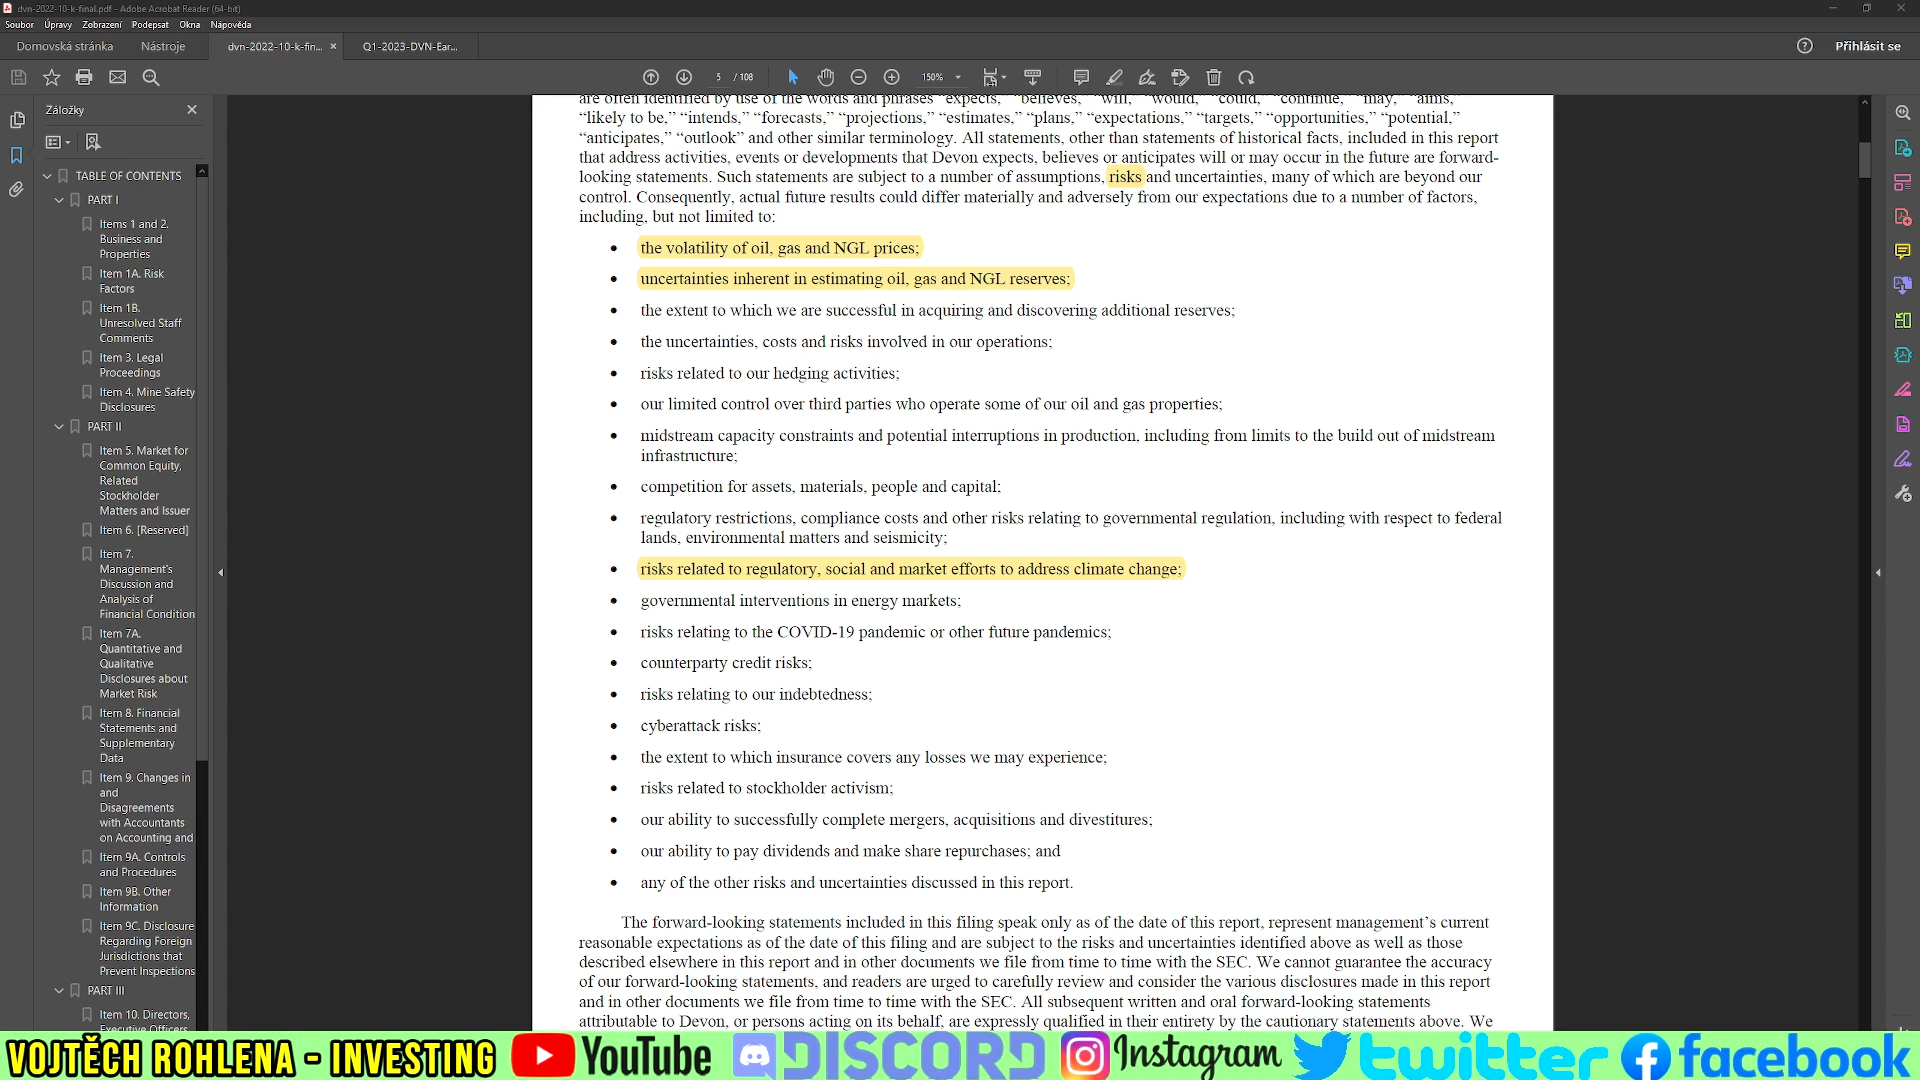 dvn-2022-10-k-final.pdf - Adobe Acrobat Reader (64-bit)
Soubor Úpravy Zobrazení Podepsat Okna Nápověda
Domovská stránka Nástroje dvn-2022-10-k-fin... × Q1-2023-DVN-Ear... Přihlásit se
5 / 108 150%
Záložky
TABLE OF CONTENTS
PART I
Items 1 and 2.
Business and
Properties
Item 1A. Risk
Factors
Item 1B.
Unresolved Staff
Comments
Item 3. Legal
Proceedings
Item 4. Mine Safety
Disclosures
PART II
Item 5. Market for
Common Equity,
Related
Stockholder
Matters and Issuer
Item 6. [Reserved]
Item 7.
Management's
Discussion and
Analysis of
Financial Condition
Item 7A.
Quantitative and
Qualitative
Disclosures about
Market Risk
Item 8. Financial
Statements and
Supplementary
Data
Item 9. Changes in
and
Disagreements
with Accountants
on Accounting and
Item 9A. Controls
and Procedures
Item 9B. Other
Information
Item 9C. Disclosure
Regarding Foreign
Jurisdictions that
Prevent Inspections
PART III
Item 10. Directors,
Executive Officers
are often identified by use of the words and phrases “expects,” “believes,” “will,” “would,” “could,” “continue,” “may,” “aims,”
“likely to be,” “intends,” “forecasts,” “projections,” “estimates,” “plans,” “expectations,” “targets,” “opportunities,” “potential,”
“anticipates,” “outlook” and other similar terminology. All statements, other than statements of historical facts, included in this report
that address activities, events or developments that Devon expects, believes or anticipates will or may occur in the future are forward-
looking statements. Such statements are subject to a number of assumptions, risks and uncertainties, many of which are beyond our
control. Consequently, actual future results could differ materially and adversely from our expectations due to a number of factors,
including, but not limited to:
• the volatility of oil, gas and NGL prices;
• uncertainties inherent in estimating oil, gas and NGL reserves;
• the extent to which we are successful in acquiring and discovering additional reserves;
• the uncertainties, costs and risks involved in our operations;
• risks related to our hedging activities;
• our limited control over third parties who operate some of our oil and gas properties;
• midstream capacity constraints and potential interruptions in production, including from limits to the build out of midstream
infrastructure;
• competition for assets, materials, people and capital;
• regulatory restrictions, compliance costs and other risks relating to governmental regulation, including with respect to federal
lands, environmental matters and seismicity;
• risks related to regulatory, social and market efforts to address climate change;
• governmental interventions in energy markets;
• risks relating to the COVID-19 pandemic or other future pandemics;
• counterparty credit risks;
• risks relating to our indebtedness;
• cyberattack risks;
• the extent to which insurance covers any losses we may experience;
• risks related to stockholder activism;
• our ability to successfully complete mergers, acquisitions and divestitures;
• our ability to pay dividends and make share repurchases; and
• any of the other risks and uncertainties discussed in this report.
The forward-looking statements included in this filing speak only as of the date of this report, represent management’s current
reasonable expectations as of the date of this filing and are subject to the risks and uncertainties identified above as well as those
described elsewhere in this report and in other documents we file from time to time with the SEC. We cannot guarantee the accuracy
of our forward-looking statements, and readers are urged to carefully review and consider the various disclosures made in this report
and in other documents we file from time to time with the SEC. All subsequent written and oral forward-looking statements
attributable to Devon, or persons acting on its behalf, are expressly qualified in their entirety by the cautionary statements above. We
VOJTĚCH ROHLENA - INVESTING YouTube DISCORD Instagram twitter facebook